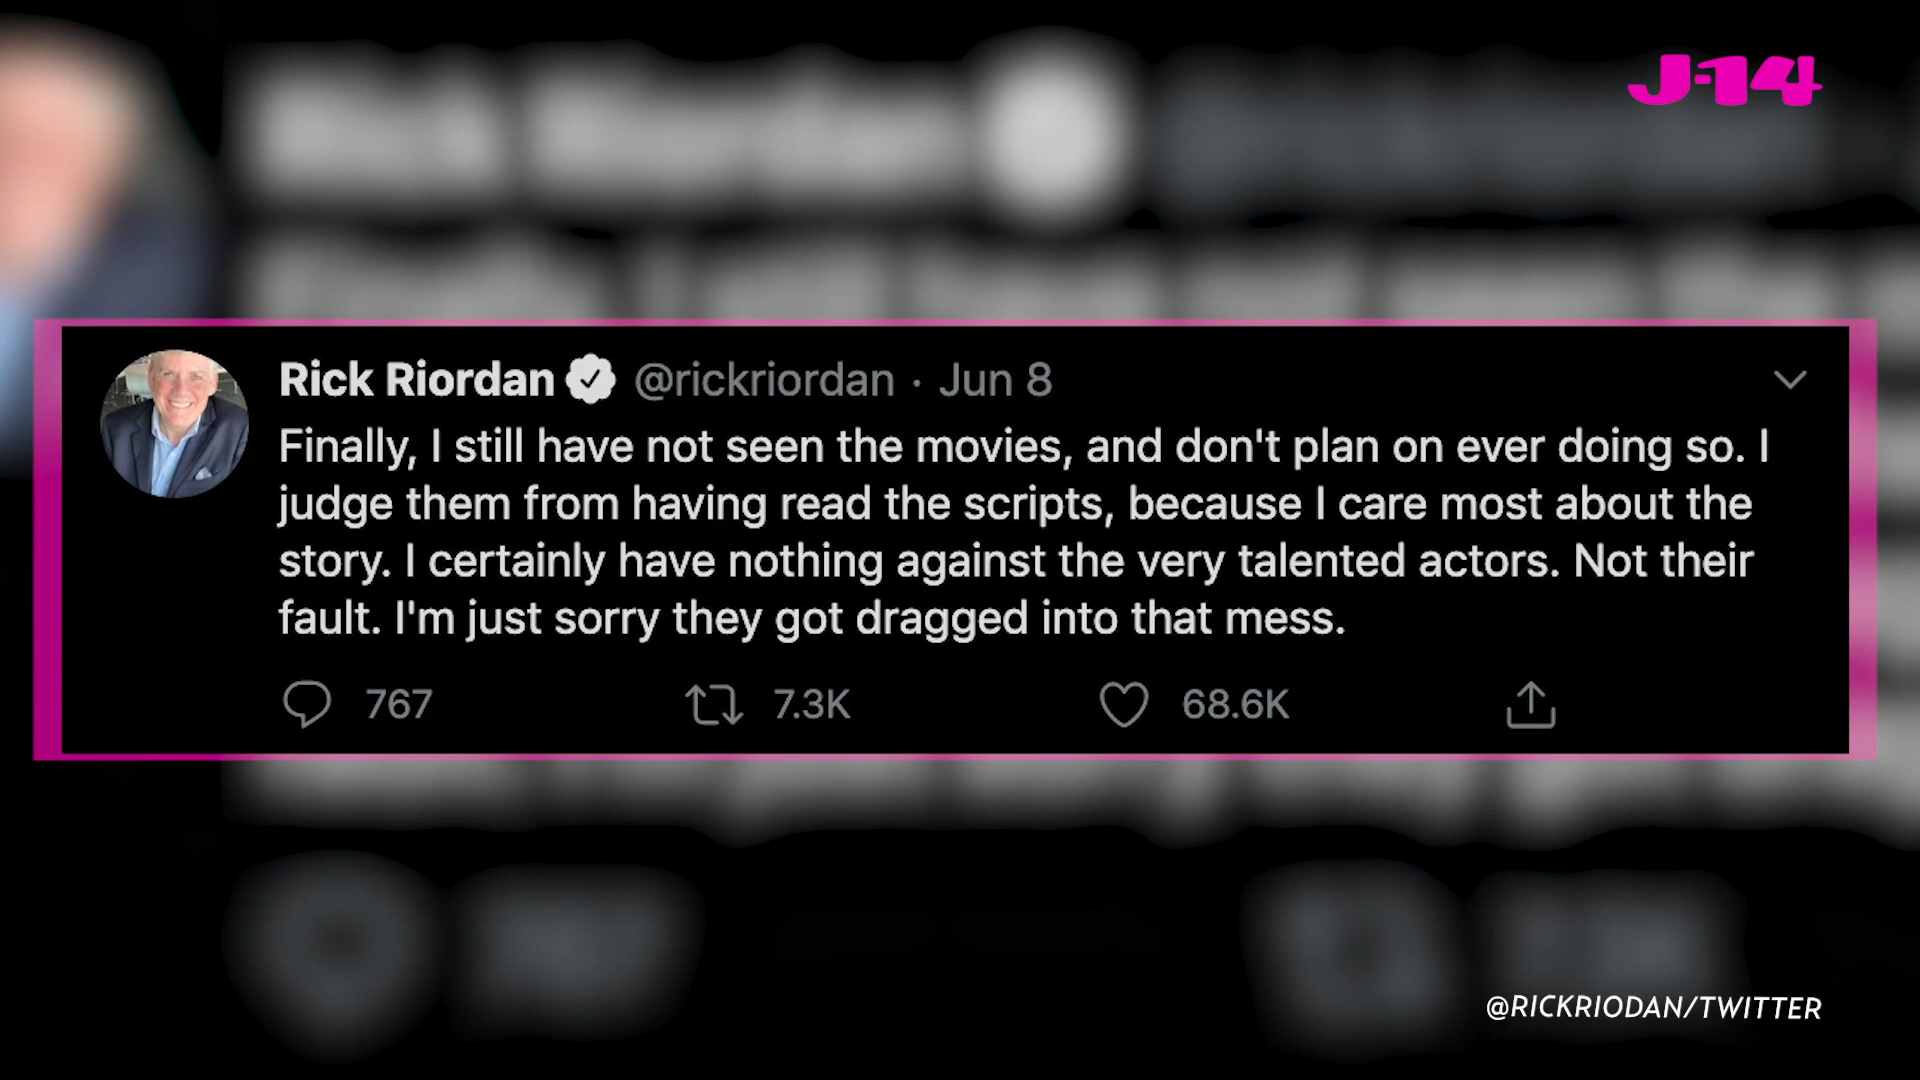 J-14
Rick Riordan @rickriordan · Jun 8
Finally, I still have not seen the movies, and don't plan on ever doing so. I
judge them from having read the scripts, because I care most about the
story. I certainly have nothing against the very talented actors. Not their
fault. I'm just sorry they got dragged into that mess.
767 7.3K 68.6K
@RICKRIODAN/TWITTER